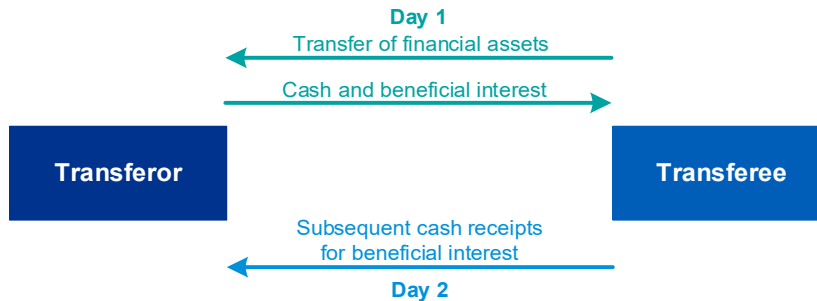 Day 1
Transfer of financial assets
Cash and beneficial interest
Transferor
Transferee
Subsequent cash receipts
for beneficial interest
Day 2